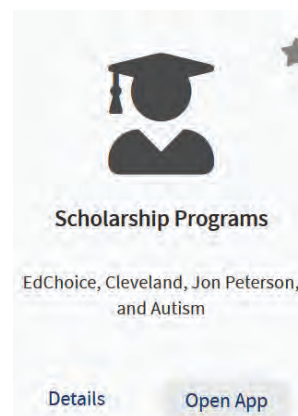 Scholarship Programs
EdChoice, Cleveland, Jon Peterson,
and Autism
Details Open App